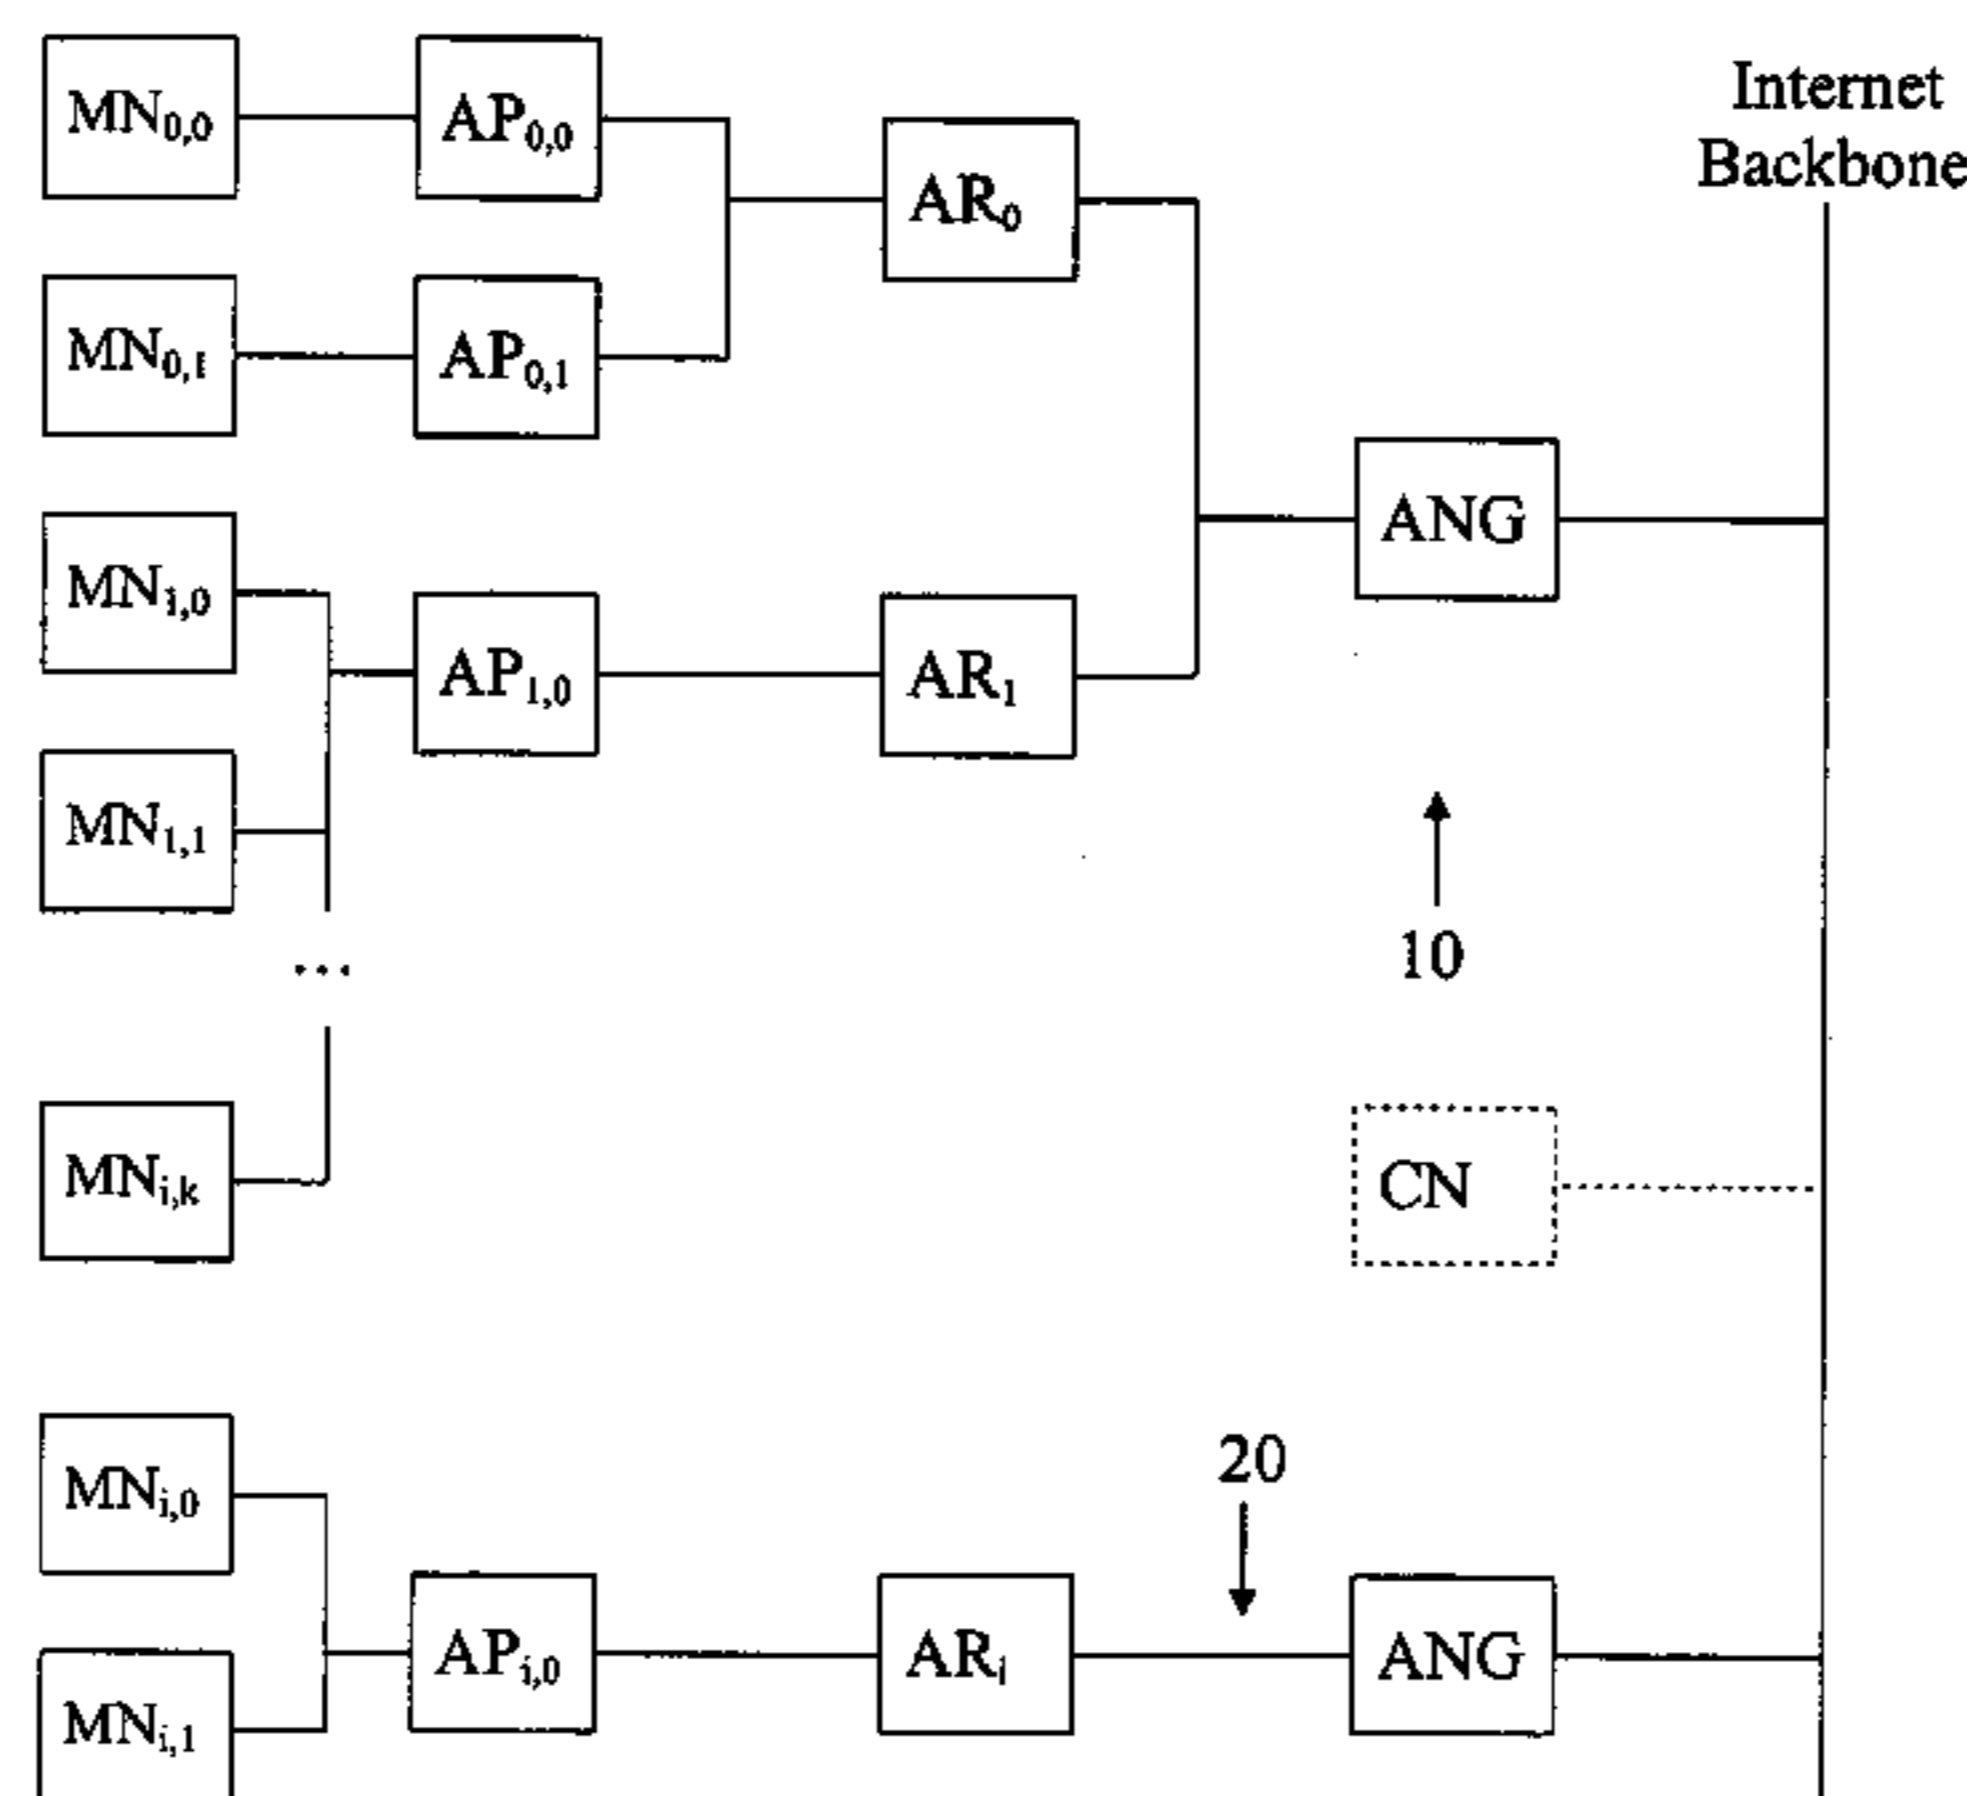 MN0,0
AP0,0
Internet
Backbone
AR0
MN0,1
AP0,1
ANG
MN1,0
AP1,0
AR1
MN1,1
10
...
MNi,k
CN
20
MNi,0
APi,0
ARi
ANG
MNi,1